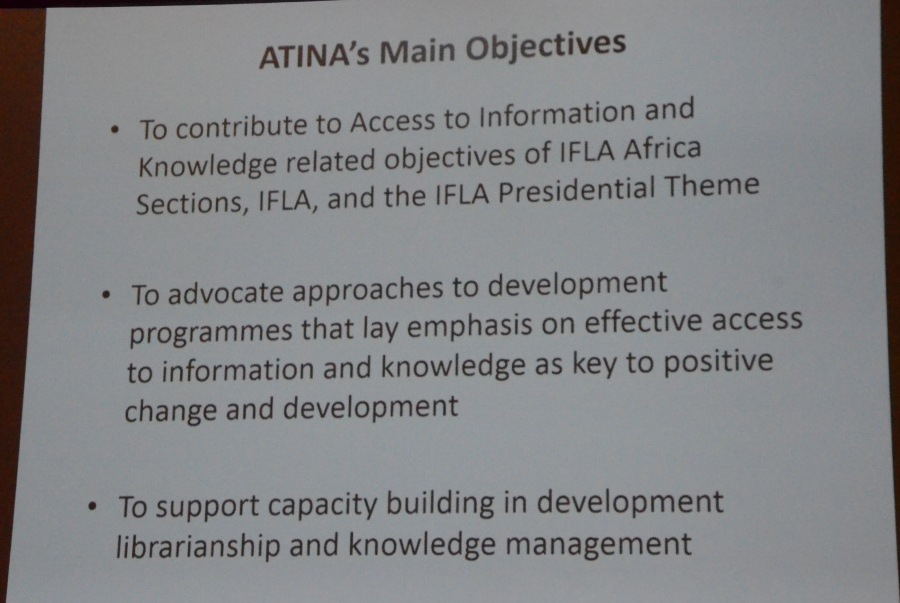 ATINA's Main Objectives
• To contribute to Access to Information and
Knowledge related objectives of IFLA Africa
Sections, IFLA, and the IFLA Presidential Theme
• To advocate approaches to development
programmes that lay emphasis on effective access
to information and knowledge as key to positive
change and development
• To support capacity building in development
librarianship and knowledge management